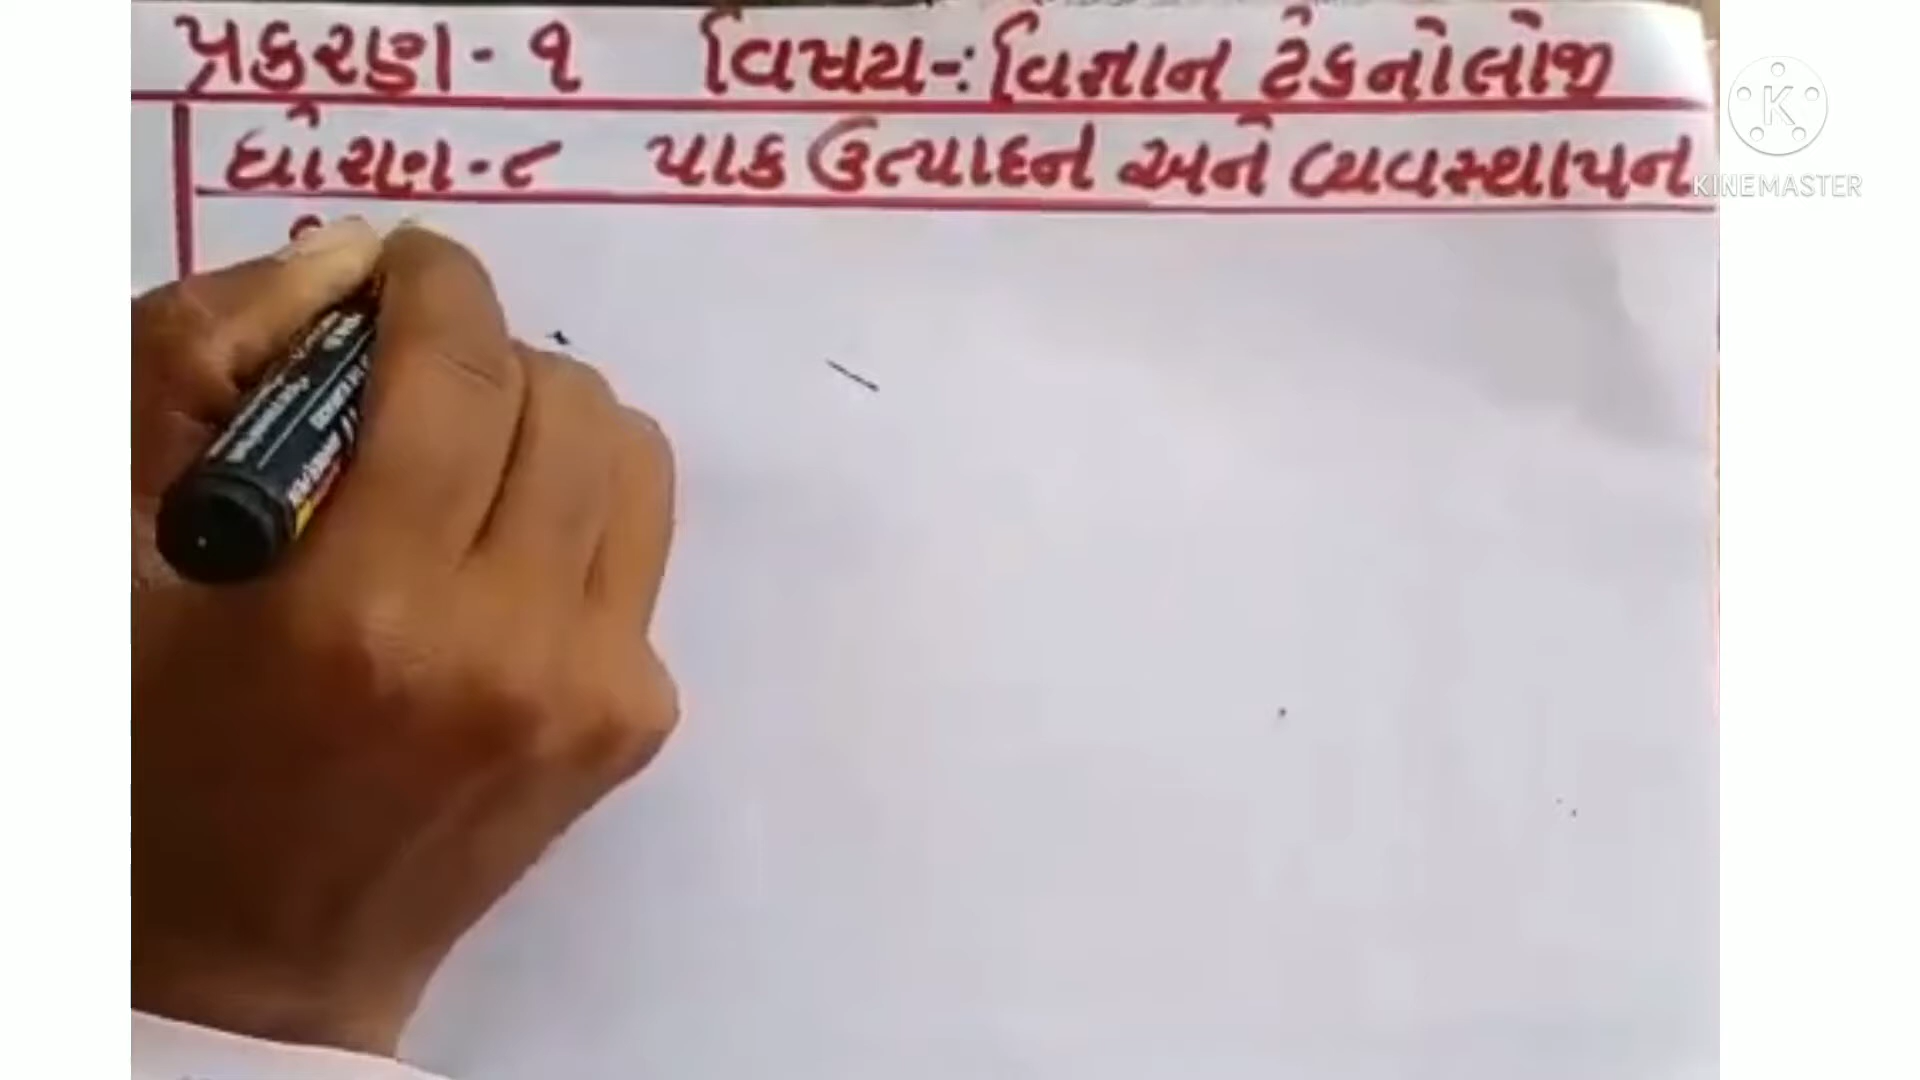 પ્રકરણ - ૧ વિષય-: વિજ્ઞાન ટેકનોલોજી
ધોરણ - ૮ પાક ઉત્પાદન અને વ્યવસ્થાપન
K
KINEMASTER